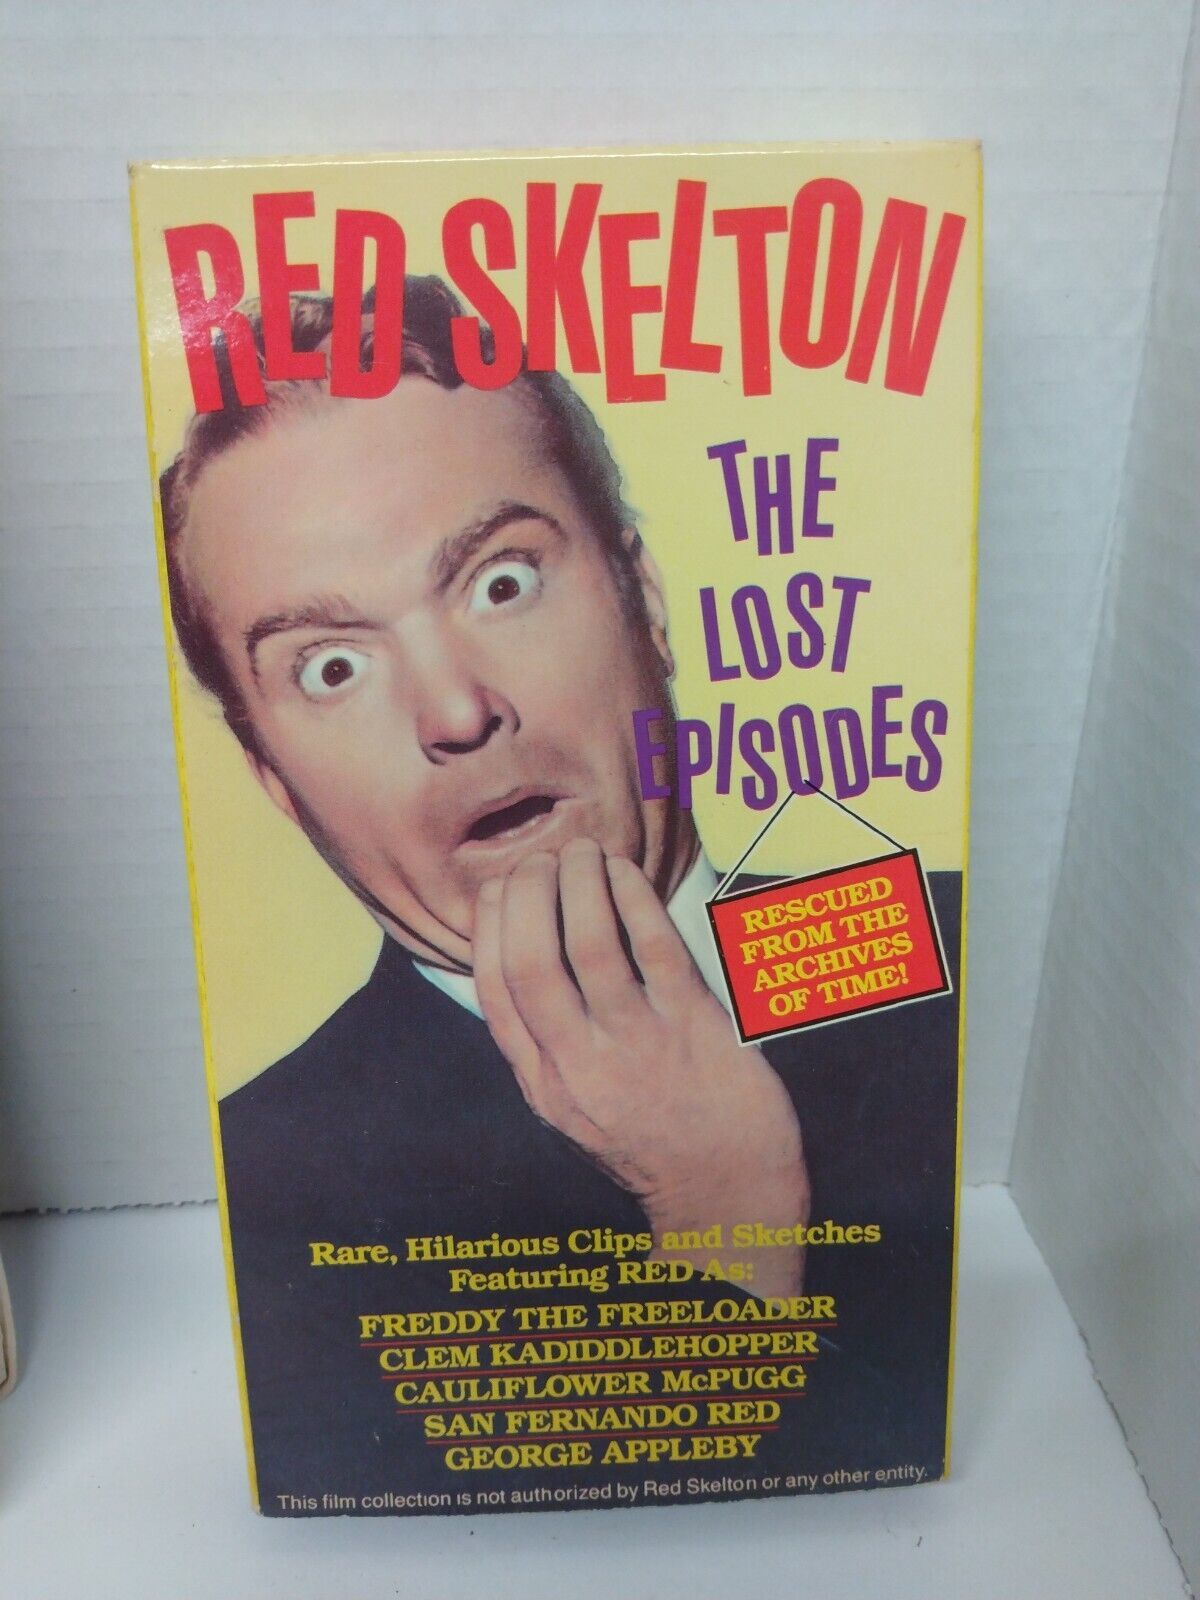 RED SKELTON
THE
LOST
EPISODES
RESCUED
FROM THE
ARCHIVES
OF TIME!
Rare, Hilarious Clips and Sketches
Featuring RED As:
FREDDY THE FREELOADER
CLEM KADIDDLEHOPPER
CAULIFLOWER McPUGG
SAN FERNANDO RED
GEORGE APPLEBY
This film collection is not authorized by Red Skelton or any other entity.